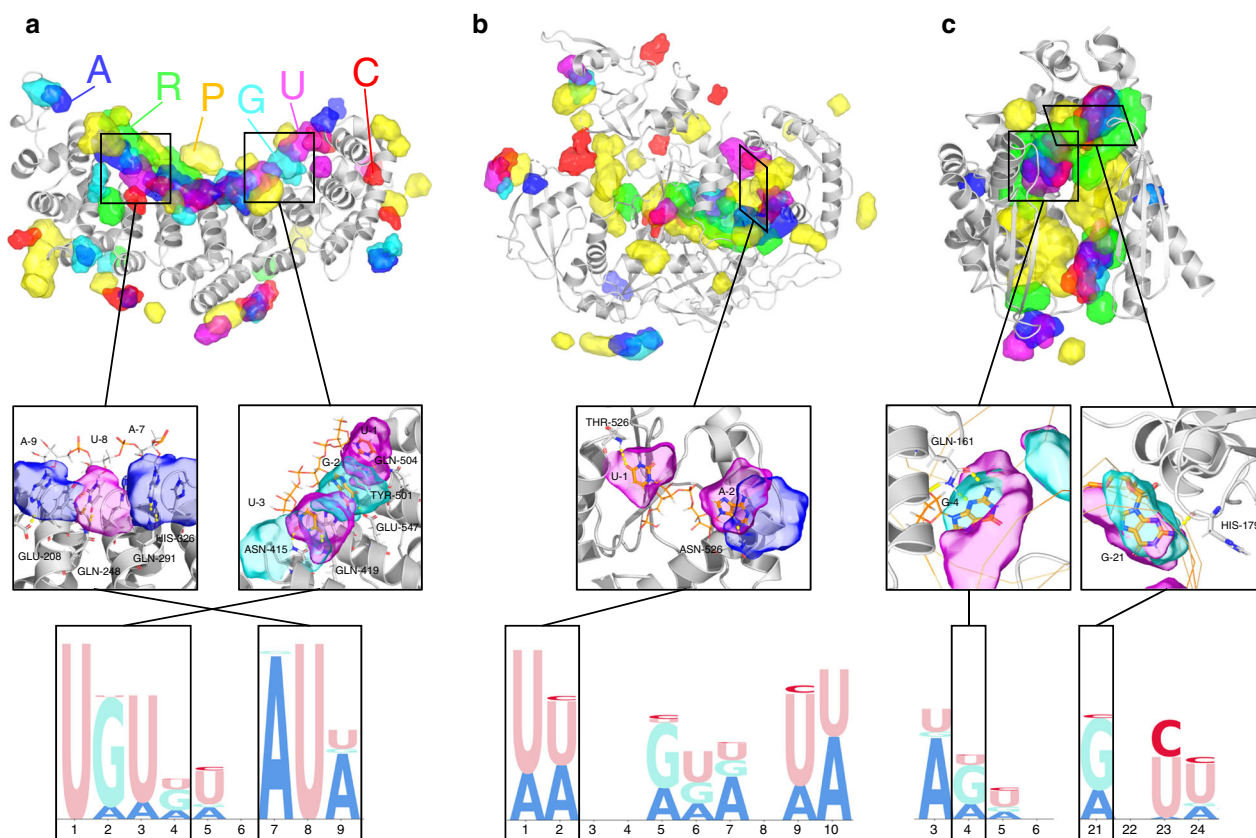 a
b
c
A
R
P
G
U
C
A-9
U-8
A-7
GLU-208
GLN-248
GLN-291
HIS-326
U-1
G-2
GLN-504
U-3
TYR-501
GLU-547
ASN-415
GLN-419
THR-526
U-1
A-2
ASN-526
GLN-161
G-4
HIS-179
G-21
U G U U U A U U
A A G C A A
1 2 3 4 5 6 7 8 9
U U C G U U U U
A A A G A A A
1 2 3 4 5 6 7 8 9 10
U U U G C U C
A G A U A
3 4 5 6 21 22 23 24